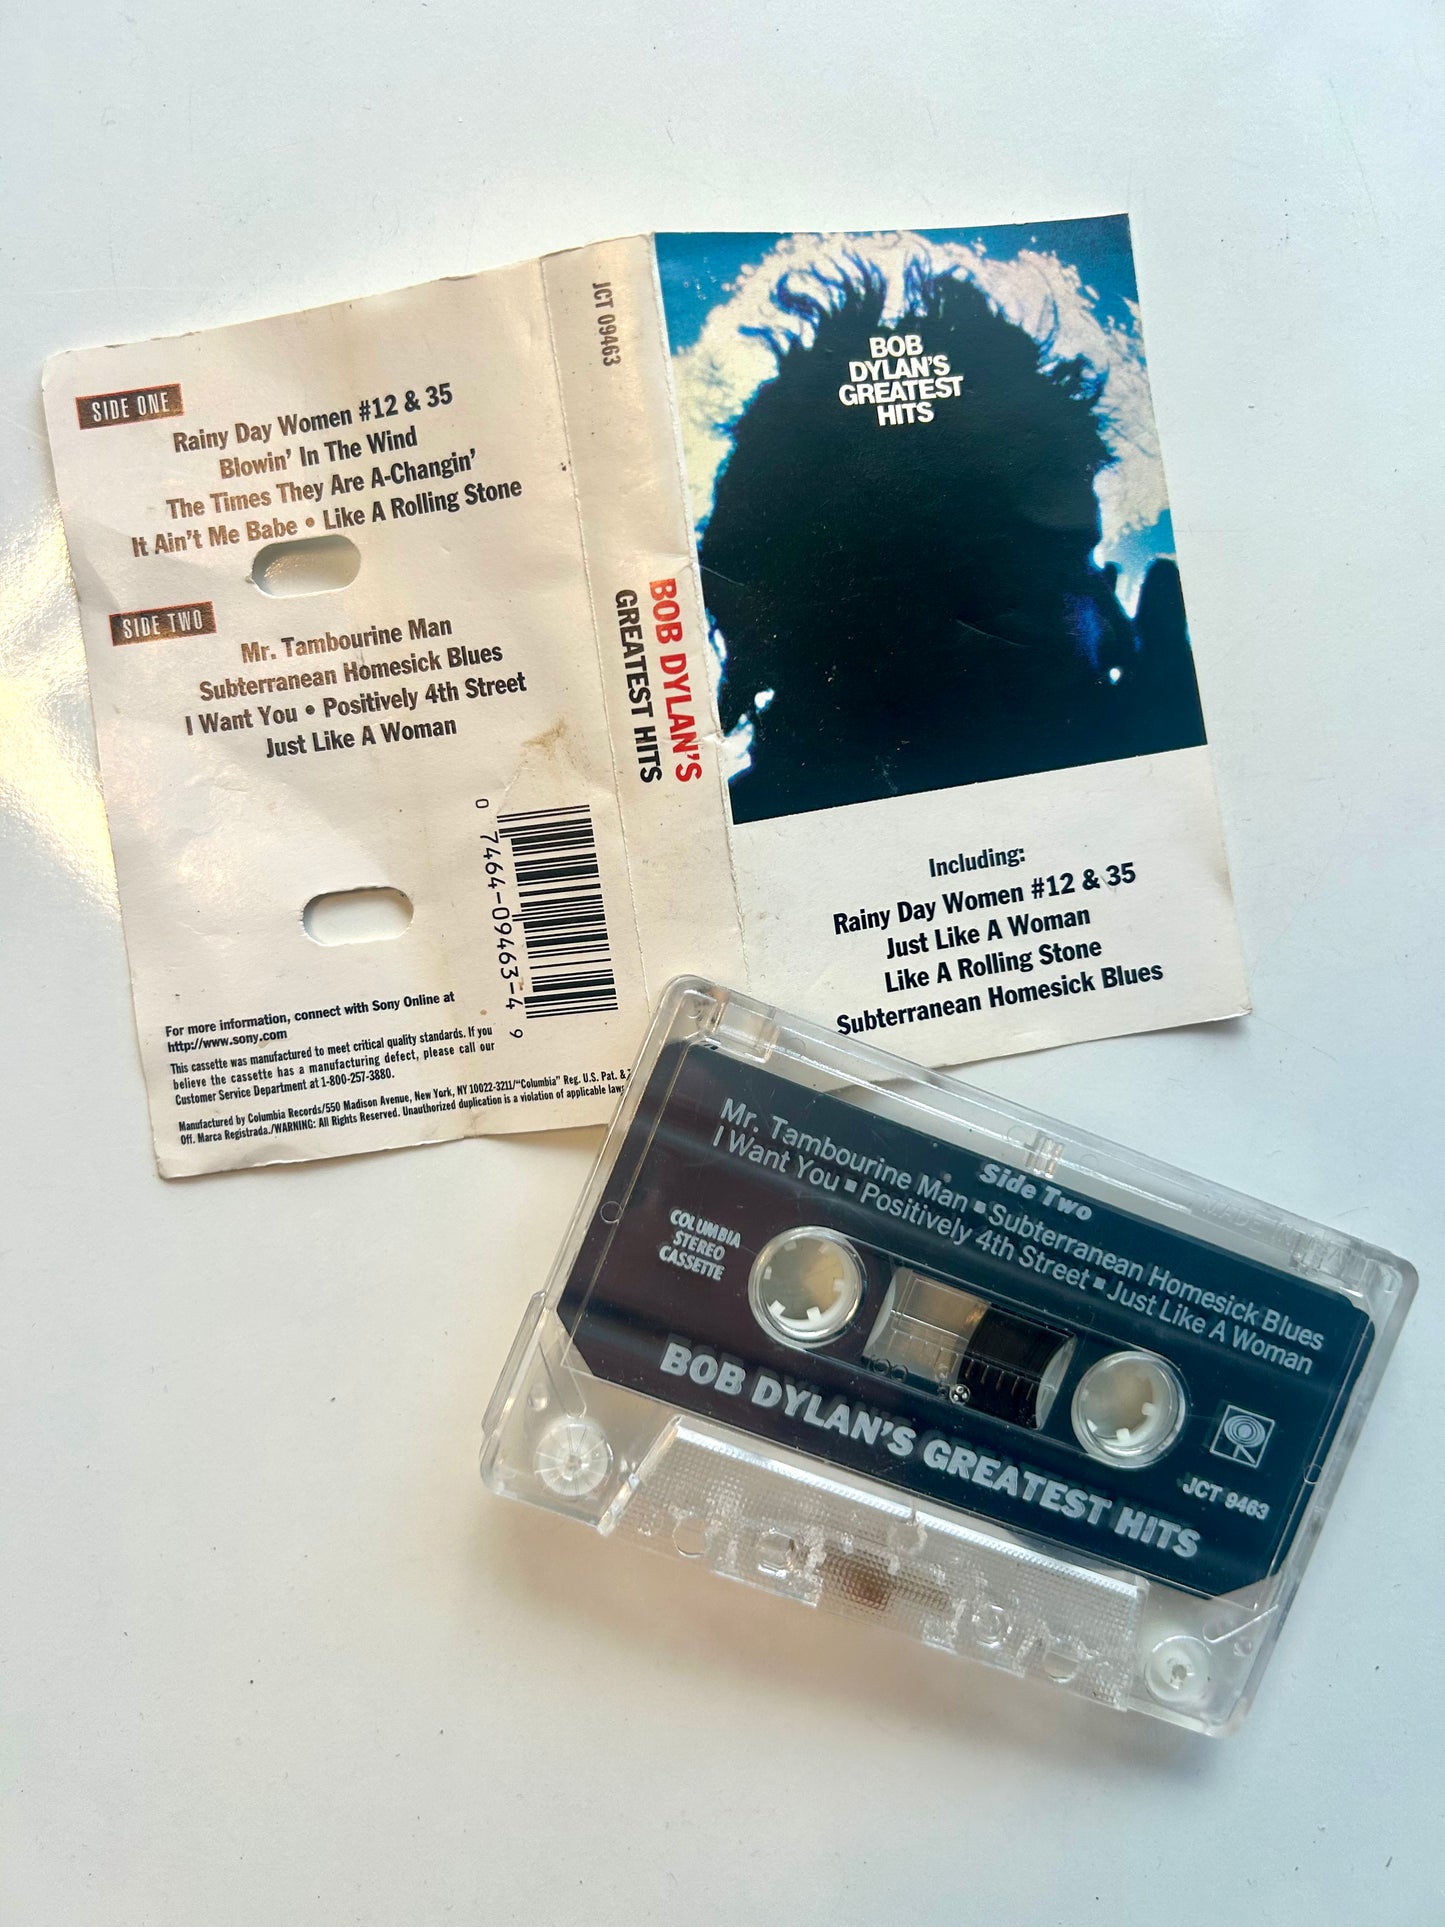 SIDE ONE
Rainy Day Women #12 & 35
Blowin' In The Wind
The Times They Are A-Changin'
It Ain't Me Babe • Like A Rolling Stone
SIDE TWO
Mr. Tambourine Man
Subterranean Homesick Blues
I Want You • Positively 4th Street
Just Like A Woman
0 7464-09463-4 9
For more information, connect with Sony Online at
http://www.sony.com
This cassette was manufactured to meet critical quality standards. If you
believe the cassette has a manufacturing defect, please call our
Customer Service Department at 1-800-257-3880.
Manufactured by Columbia Records/550 Madison Avenue, New York, NY 10022-3211/"Columbia" Reg. U.S. Pat. &
Off. Marca Registrada./WARNING: All Rights Reserved. Unauthorized duplication is a violation of applicable laws
JCT 09463
BOB DYLAN'S
GREATEST HITS
BOB
DYLAN'S
GREATEST
HITS
Including:
Rainy Day Women #12 & 35
Just Like A Woman
Like A Rolling Stone
Subterranean Homesick Blues
Side Two
Mr. Tambourine Man ▪ Subterranean Homesick Blues
I Want You ▪ Positively 4th Street ▪ Just Like A Woman
COLUMBIA
STEREO
CASSETTE
100
BOB DYLAN'S GREATEST HITS
JCT 9463
MADE IN